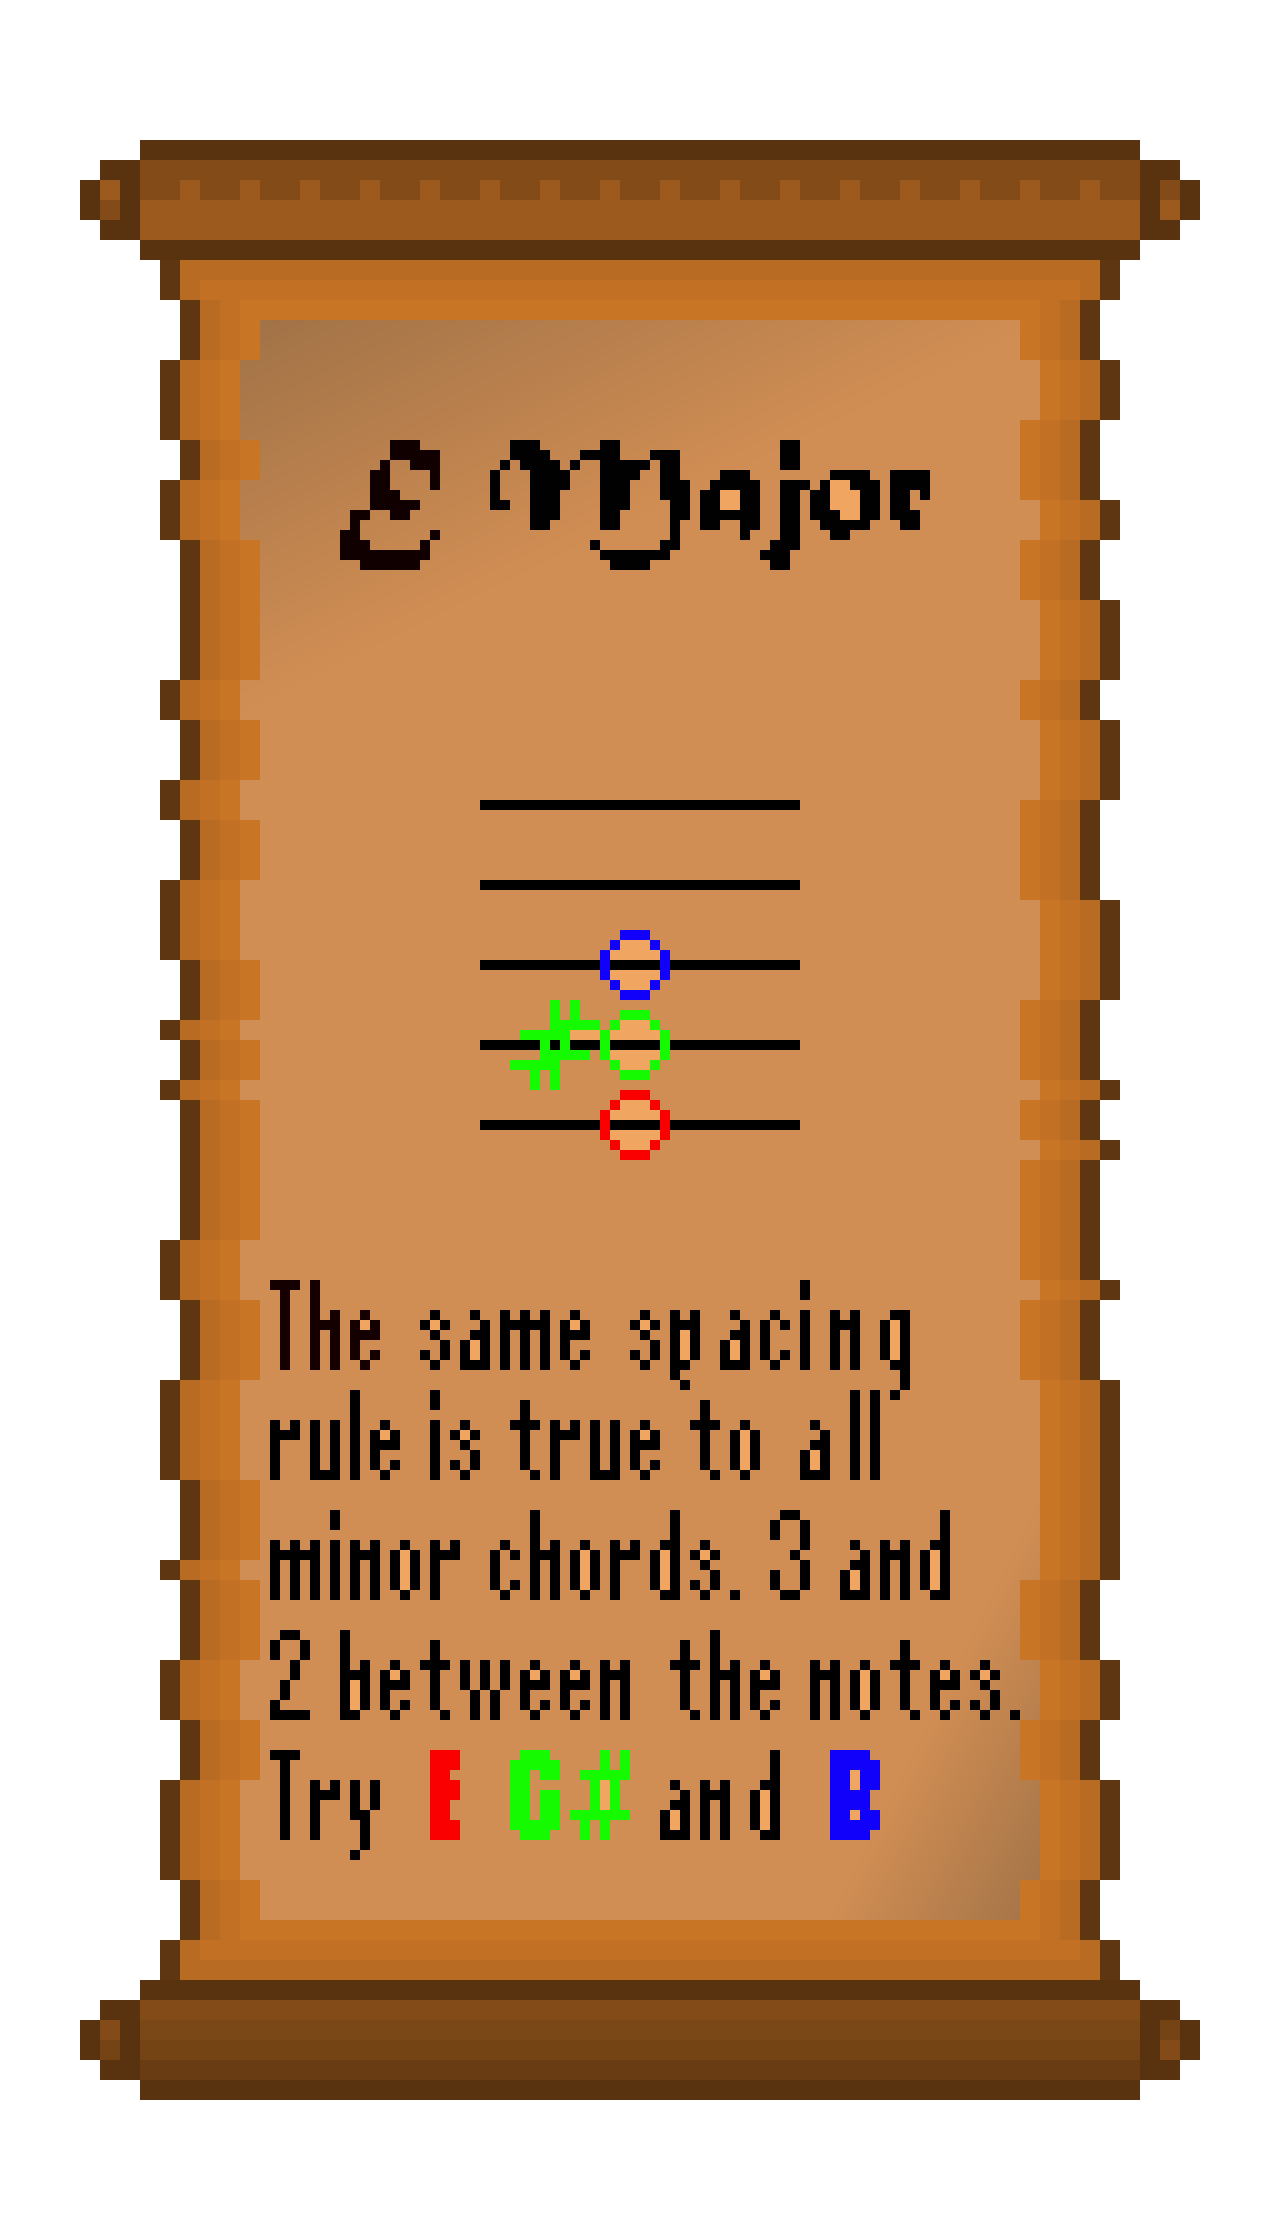 E Major
The same spacing
rule is true to all
minor chords. 3 and
2 between the notes.
Try E G# and B